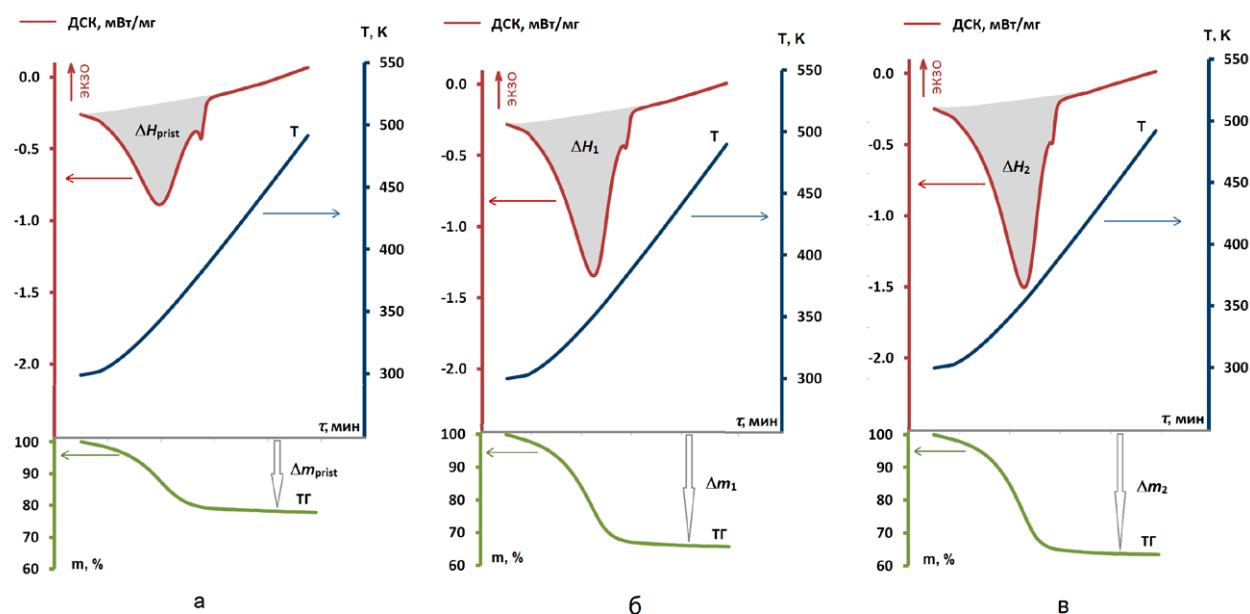 ДСК, мВт/мг
T, К
0.0
-0.5
-1.0
-1.5
-2.0
ЭКЗО
ΔHprist
T
550
500
450
400
350
300
τ, мин
100
90
80
70
60
Δmprist
ТГ
m, %
а
ДСК, мВт/мг
T, К
0.0
-0.5
-1.0
-1.5
-2.0
ЭКЗО
ΔH1
T
550
500
450
400
350
300
τ, мин
100
90
80
70
60
Δm1
ТГ
m, %
б
ДСК, мВт/мг
T, К
0.0
-0.5
-1.0
-1.5
-2.0
ЭКЗО
ΔH2
T
550
500
450
400
350
300
τ, мин
100
90
80
70
60
Δm2
ТГ
m, %
в